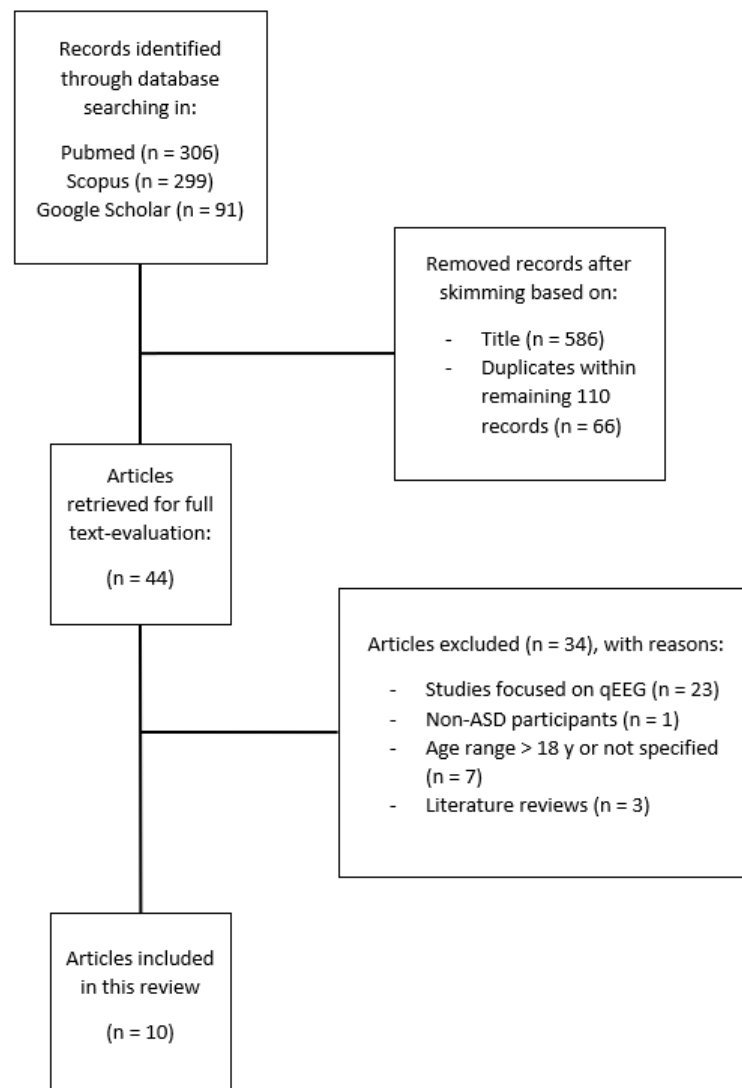 Records identified
through database
searching in:
Pubmed (n = 306)
Scopus (n = 299)
Google Scholar (n = 91)
Removed records after
skimming based on:
- Title (n = 586)
- Duplicates within
remaining 110
records (n = 66)
Articles
retrieved for full
text-evaluation:
(n = 44)
Articles excluded (n = 34), with reasons:
- Studies focused on qEEG (n = 23)
- Non-ASD participants (n = 1)
- Age range > 18 y or not specified
(n = 7)
- Literature reviews (n = 3)
Articles included
in this review
(n = 10)